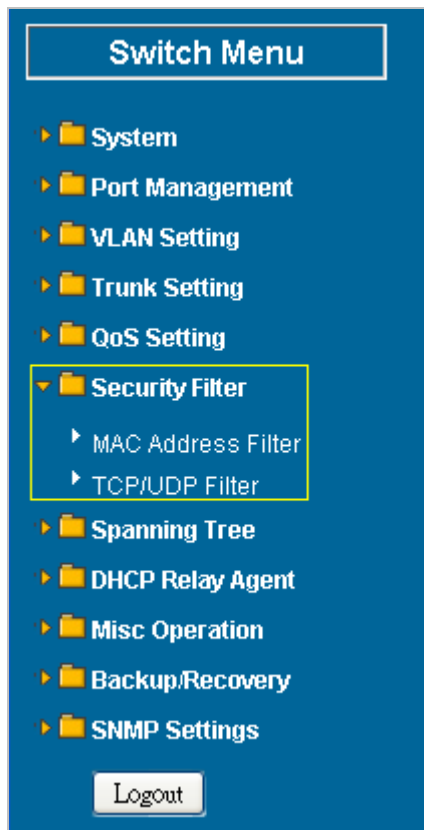 Switch Menu
System
Port Management
VLAN Setting
Trunk Setting
QoS Setting
Security Filter
MAC Address Filter
TCP/UDP Filter
Spanning Tree
DHCP Relay Agent
Misc Operation
Backup/Recovery
SNMP Settings
Logout